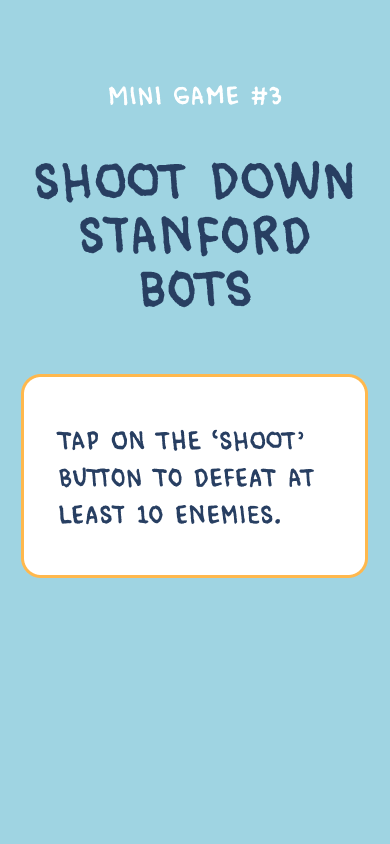 MINI GAME #3
SHOOT DOWN
STANFORD
BOTS
TAP ON THE ‘SHOOT’
BUTTON TO DEFEAT AT
LEAST 10 ENEMIES.